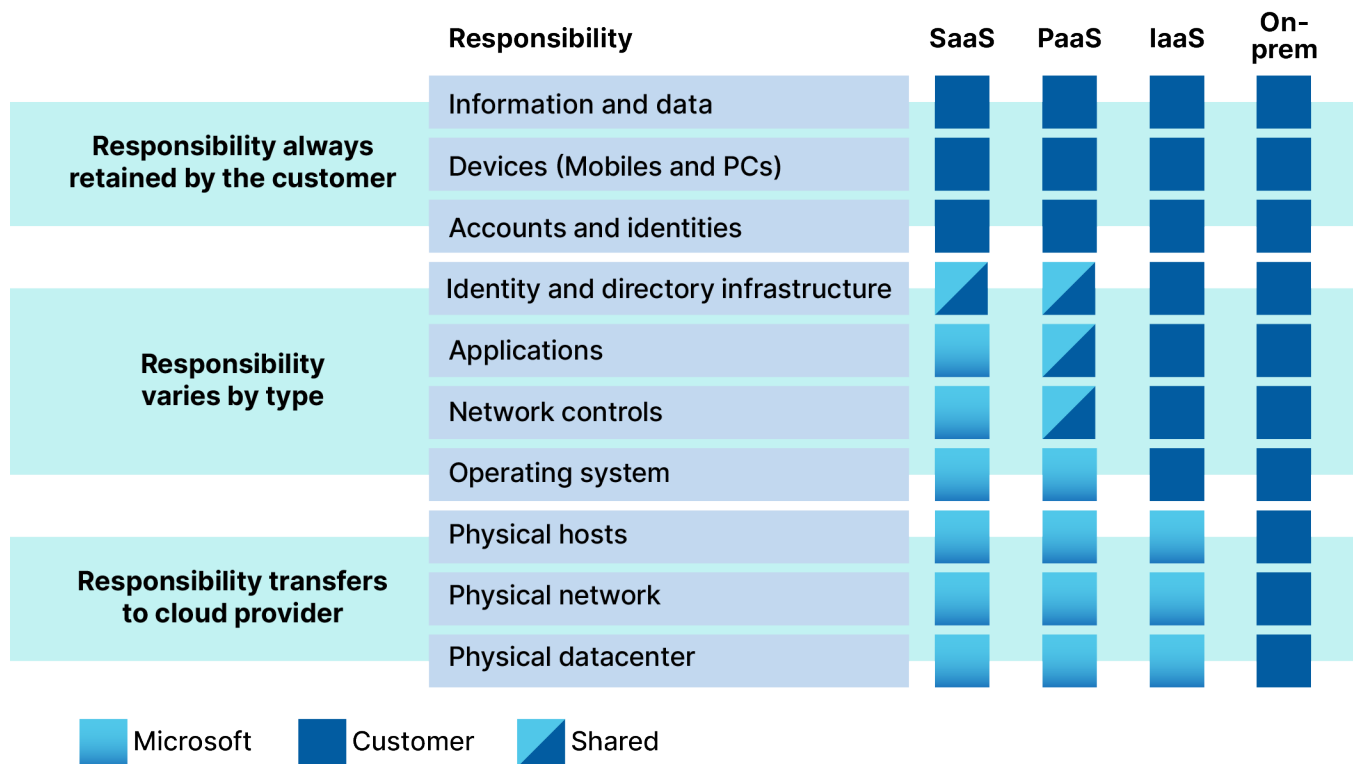 Responsibility SaaS PaaS IaaS On-
prem
Responsibility always
retained by the customer
Information and data
Devices (Mobiles and PCs)
Accounts and identities
Responsibility
varies by type
Identity and directory infrastructure
Applications
Network controls
Operating system
Responsibility transfers
to cloud provider
Physical hosts
Physical network
Physical datacenter
Microsoft Customer Shared